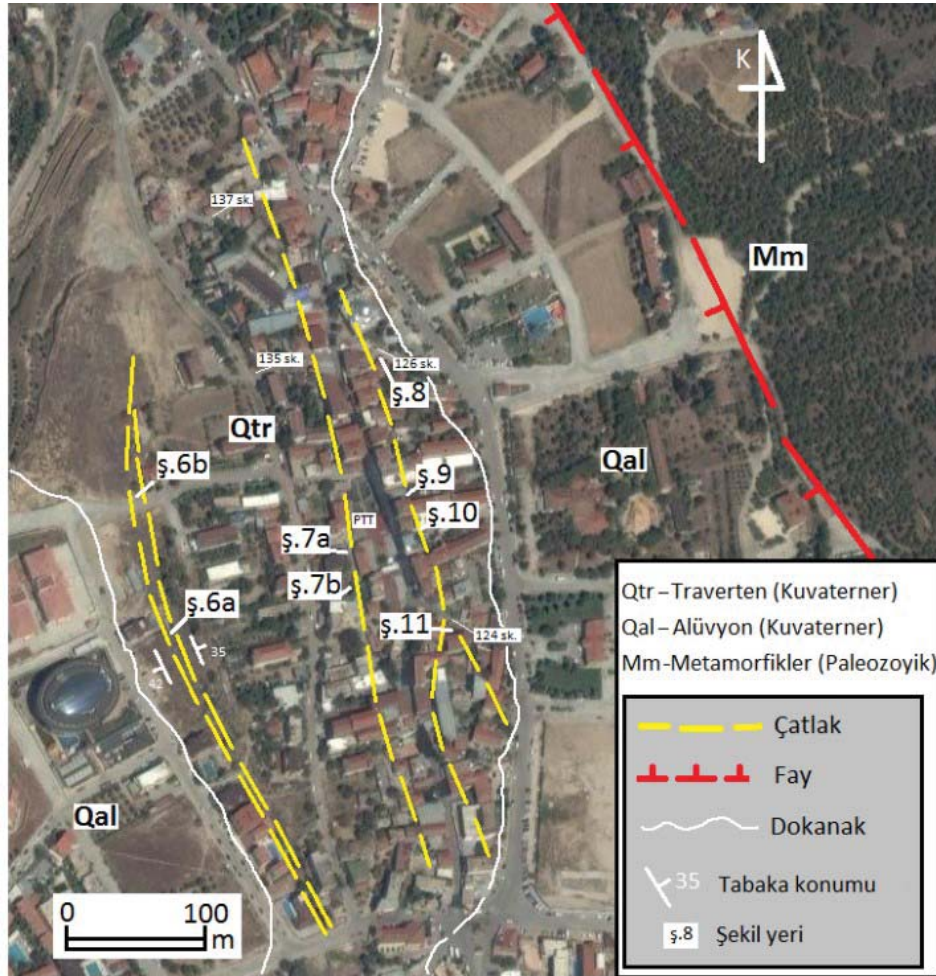 K
137 sk.
Mm
135 sk.
126 sk.
ş.8
Qtr
ş.6b
ş.9
Qal
ş.10
PTT
ş.7a
ş.7b
ş.6a
ş.11
124 sk.
35
42
Qal
0 100
m
Qtr–Traverten (Kuvaterner)
Qal–Alüvyon (Kuvaterner)
Mm-Metamorfikler (Paleozoyik)
Çatlak
Fay
Dokanak
35 Tabaka konumu
ş.8 Şekil yeri